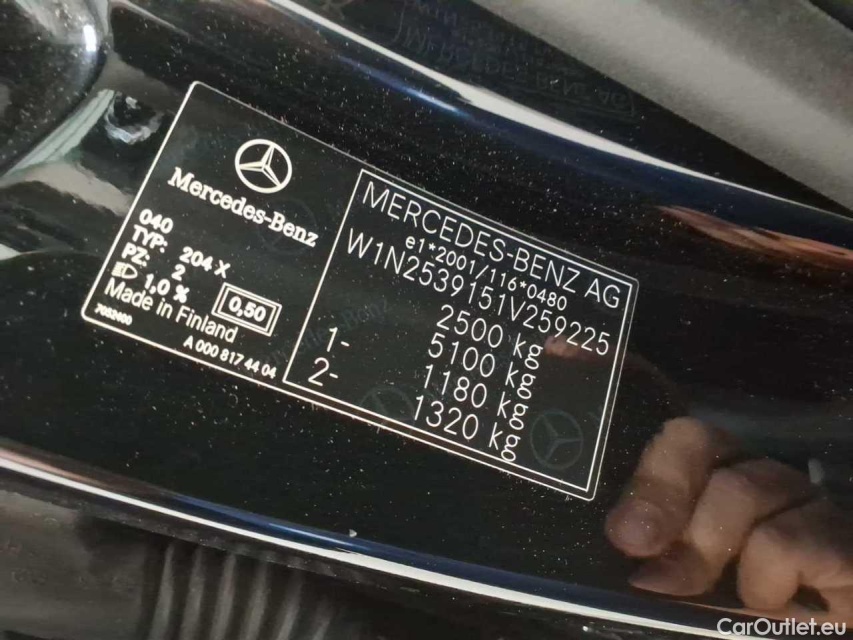 Mercedes-Benz
040
TYP: 204 X
PZ: 2
1,0 %
0,50
Made in Finland
7052400
A 000 817 44 04
MERCEDES-BENZ AG
e1*2001/116*0480
W1N2539151V259225
2500 kg
5100 kg
1- 1180 kg
2- 1320 kg
CarOutlet.eu